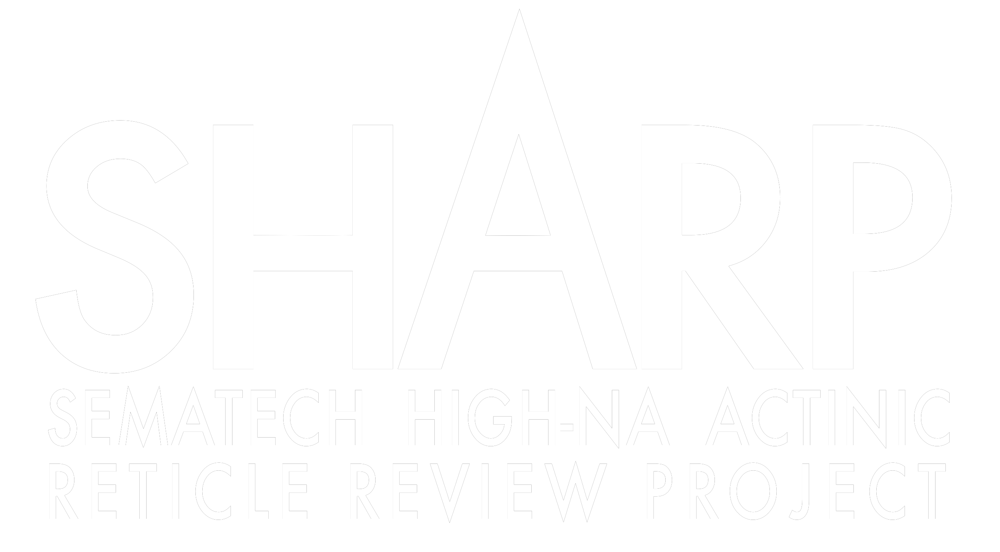 SHARP
SEMATECH HIGH-NA ACTINIC
RETICLE REVIEW PROJECT